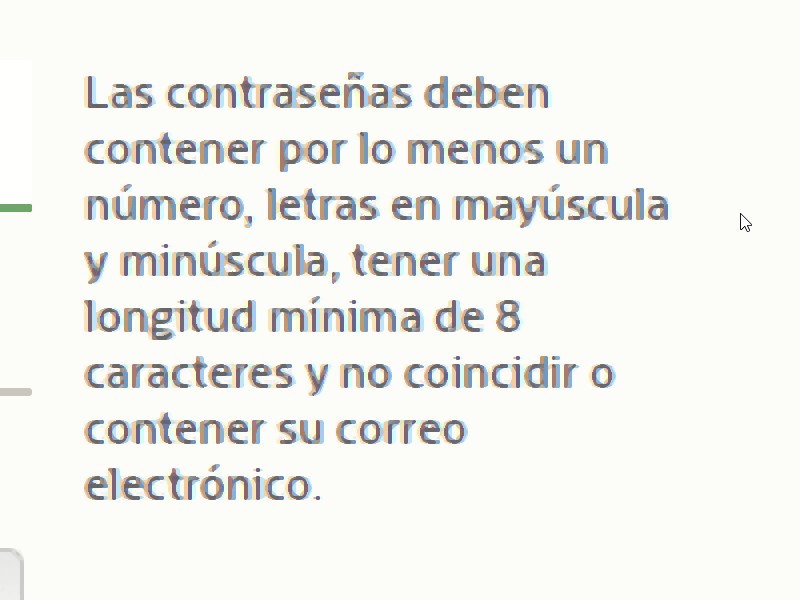 Las contraseñas deben
contener por lo menos un
número, letras en mayúscula
y minúscula, tener una
longitud mínima de 8
caracteres y no coincidir o
contener su correo
electrónico.